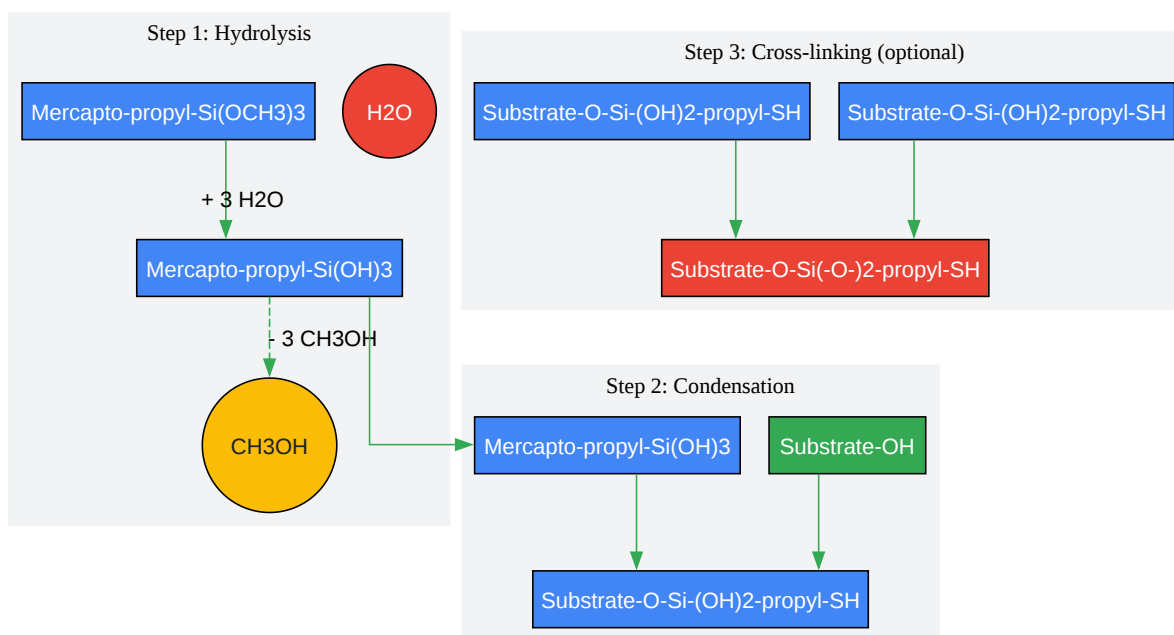 Step 1: Hydrolysis
Mercapto-propyl-Si(OCH3)3
H2O
+ 3 H2O
Mercapto-propyl-Si(OH)3
- 3 CH3OH
CH3OH
Step 3: Cross-linking (optional)
Substrate-O-Si-(OH)2-propyl-SH
Substrate-O-Si-(OH)2-propyl-SH
Substrate-O-Si(-O-)2-propyl-SH
Step 2: Condensation
Mercapto-propyl-Si(OH)3
Substrate-OH
Substrate-O-Si-(OH)2-propyl-SH